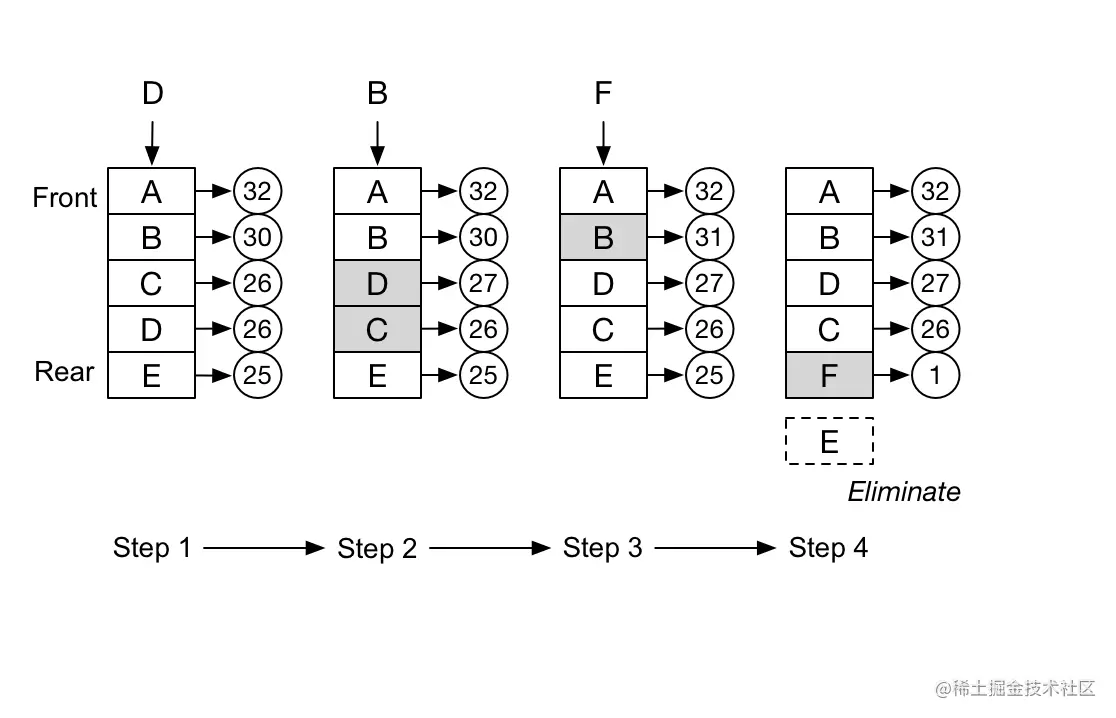 D B F
Front A 32 A 32 A 32 A 32
B 30 B 30 B 31 B 31
C 26 D 27 D 27 D 27
D 26 C 26 C 26 C 26
Rear E 25 E 25 E 25 F 1
E
Eliminate
Step 1 Step 2 Step 3 Step 4
@稀土掘金技术社区